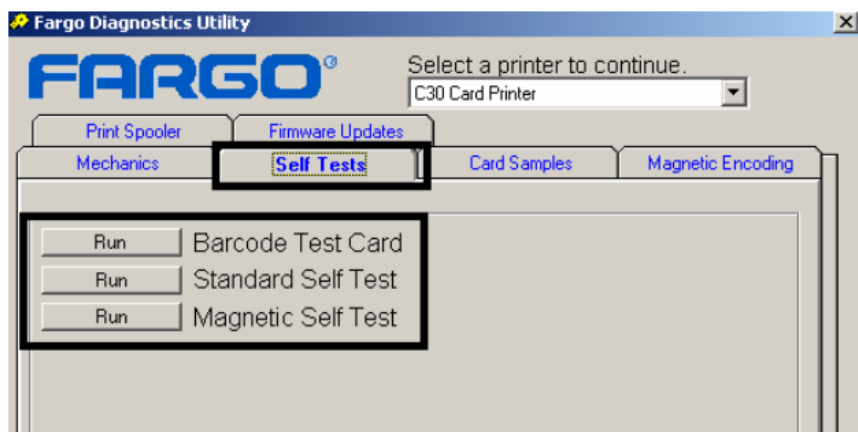 Fargo Diagnostics Utility
FARGO®
Select a printer to continue.
C30 Card Printer
Print Spooler
Firmware Updates
Mechanics
Self Tests
Card Samples
Magnetic Encoding
Run Barcode Test Card
Run Standard Self Test
Run Magnetic Self Test